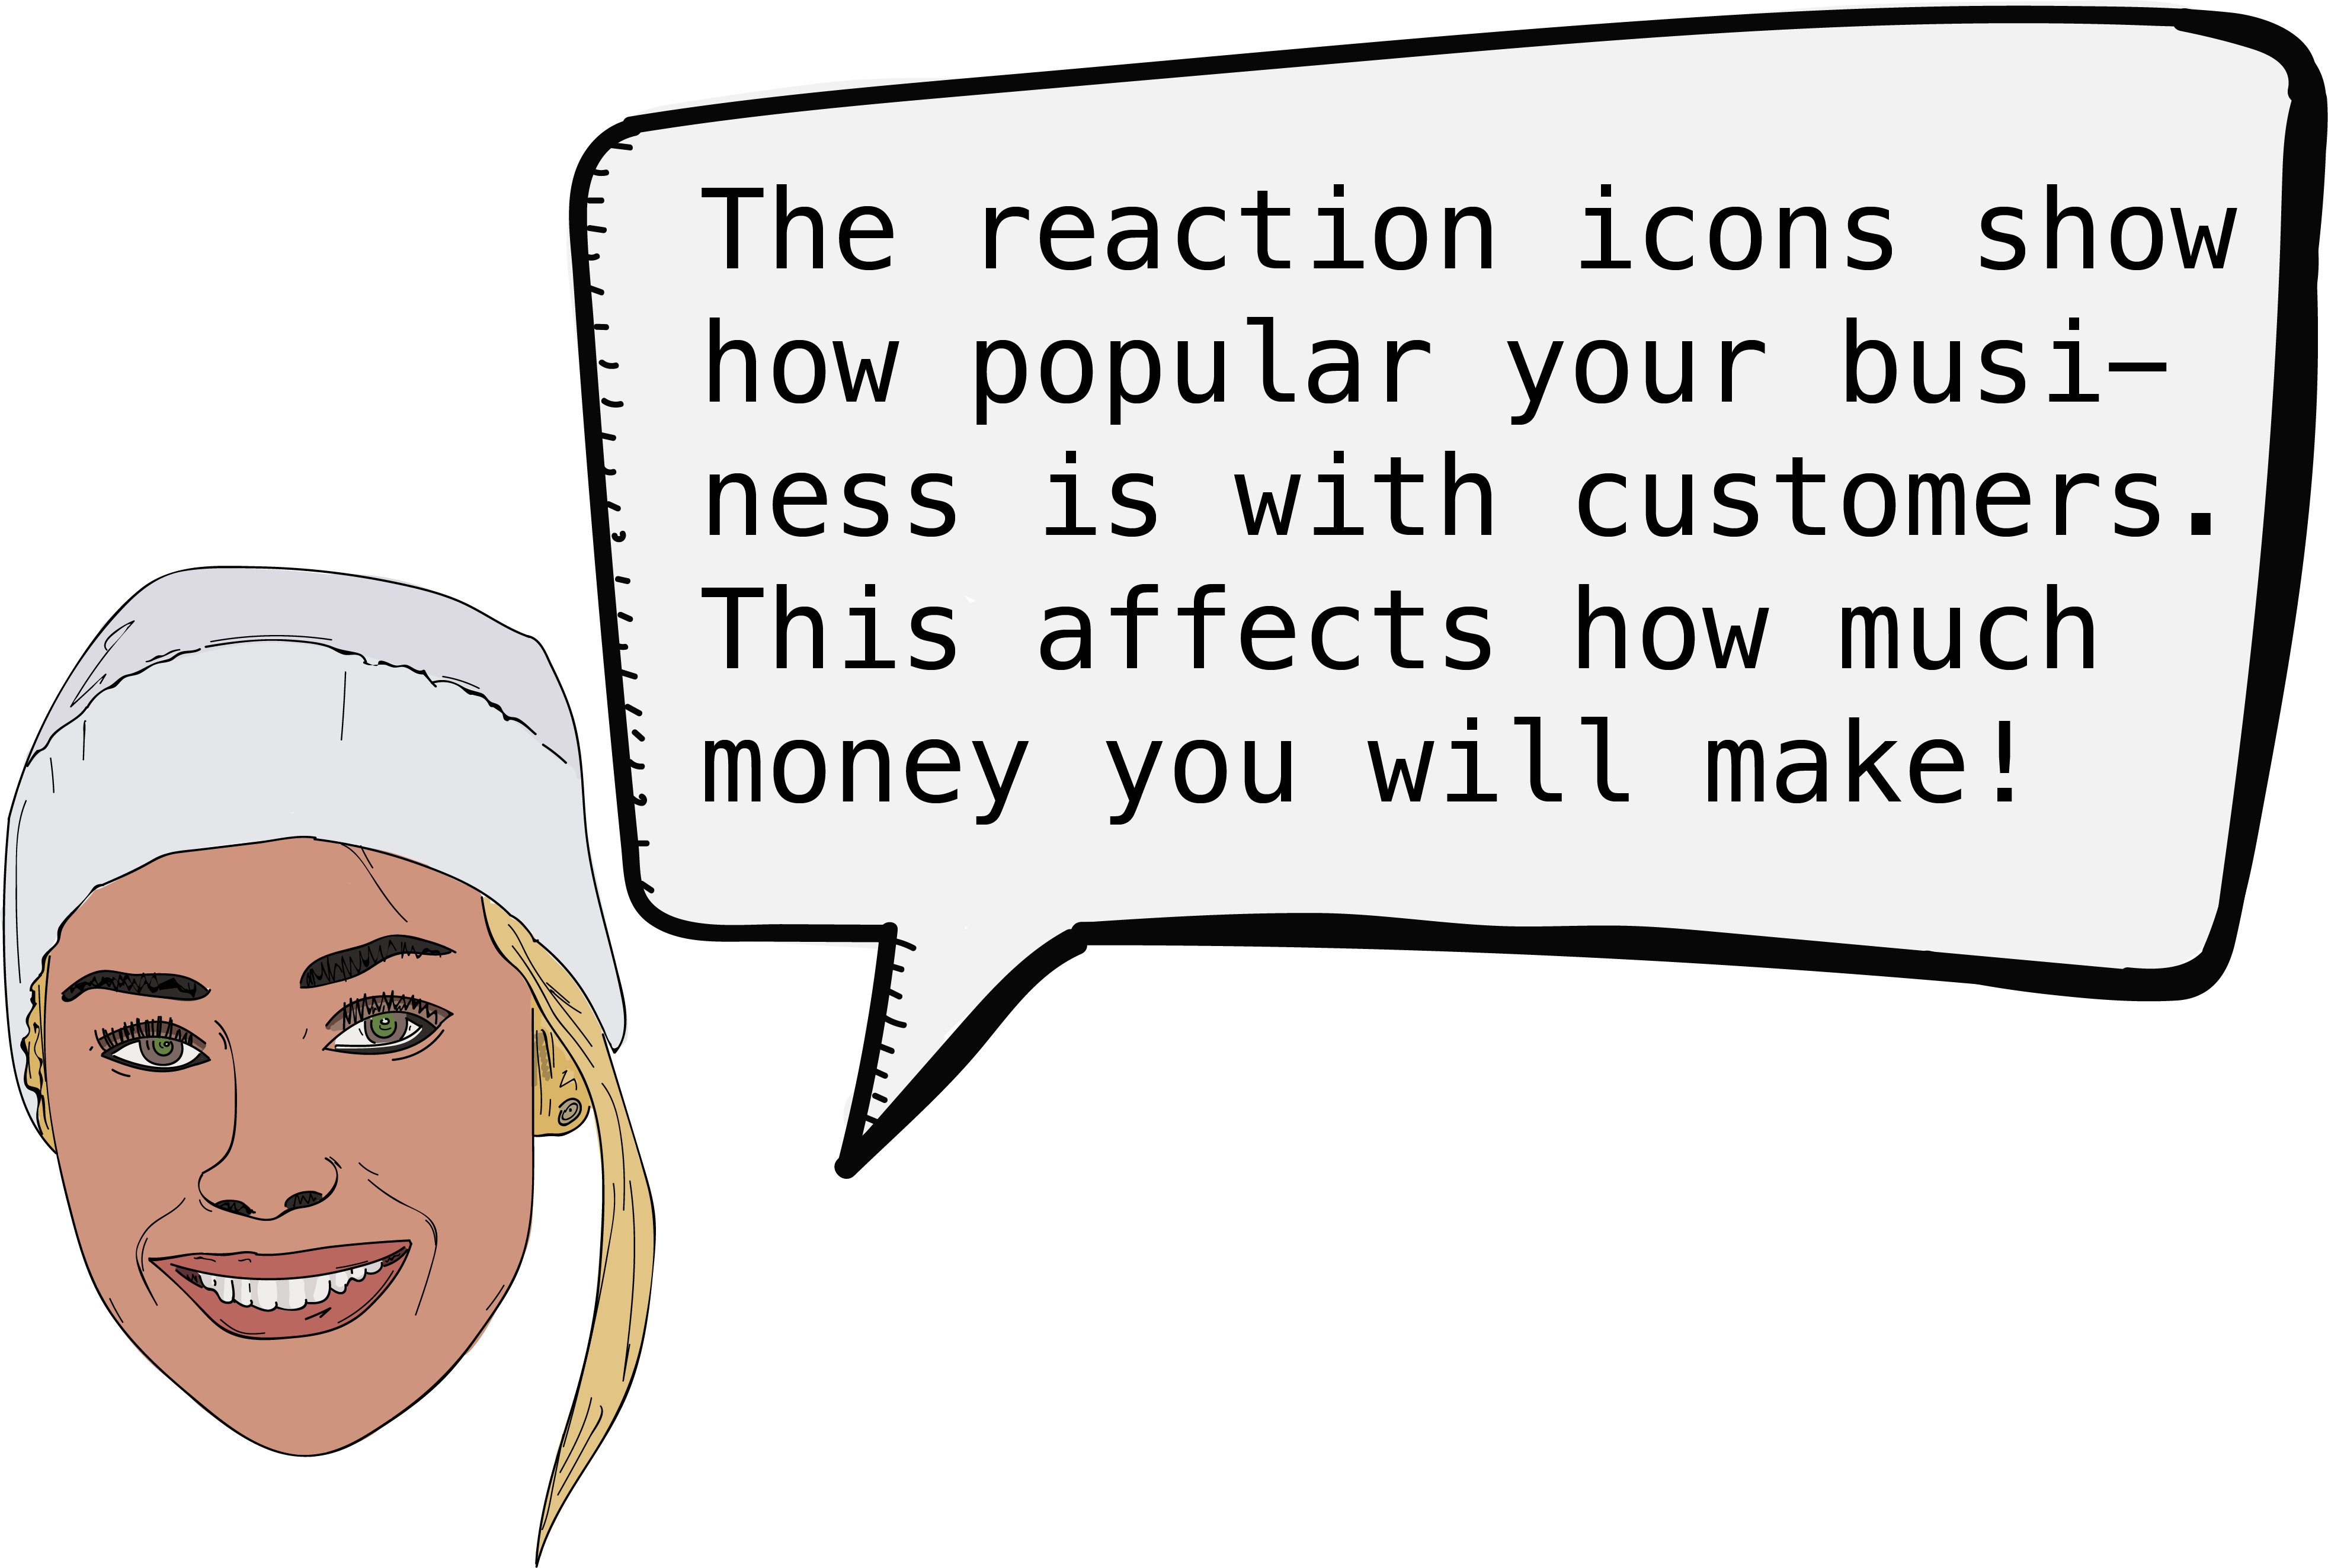 The reaction icons show
how popular your busi–
ness is with customers.
This affects how much
money you will make!